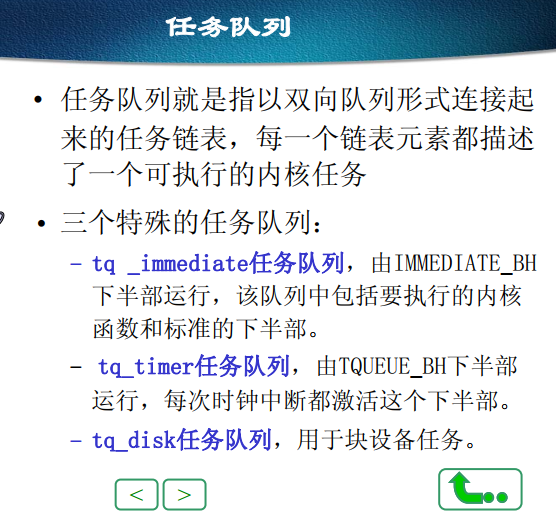 任务队列
• 任务队列就是指以双向队列形式连接起
来的任务链表，每一个链表元素都描述
了一个可执行的内核任务
• 三个特殊的任务队列：
– tq _immediate任务队列，由IMMEDIATE_BH
下半部运行，该队列中包括要执行的内核
函数和标准的下半部。
– tq_timer任务队列，由TQUEUE_BH下半部
运行，每次时钟中断都激活这个下半部。
– tq_disk任务队列，用于块设备任务。
< >